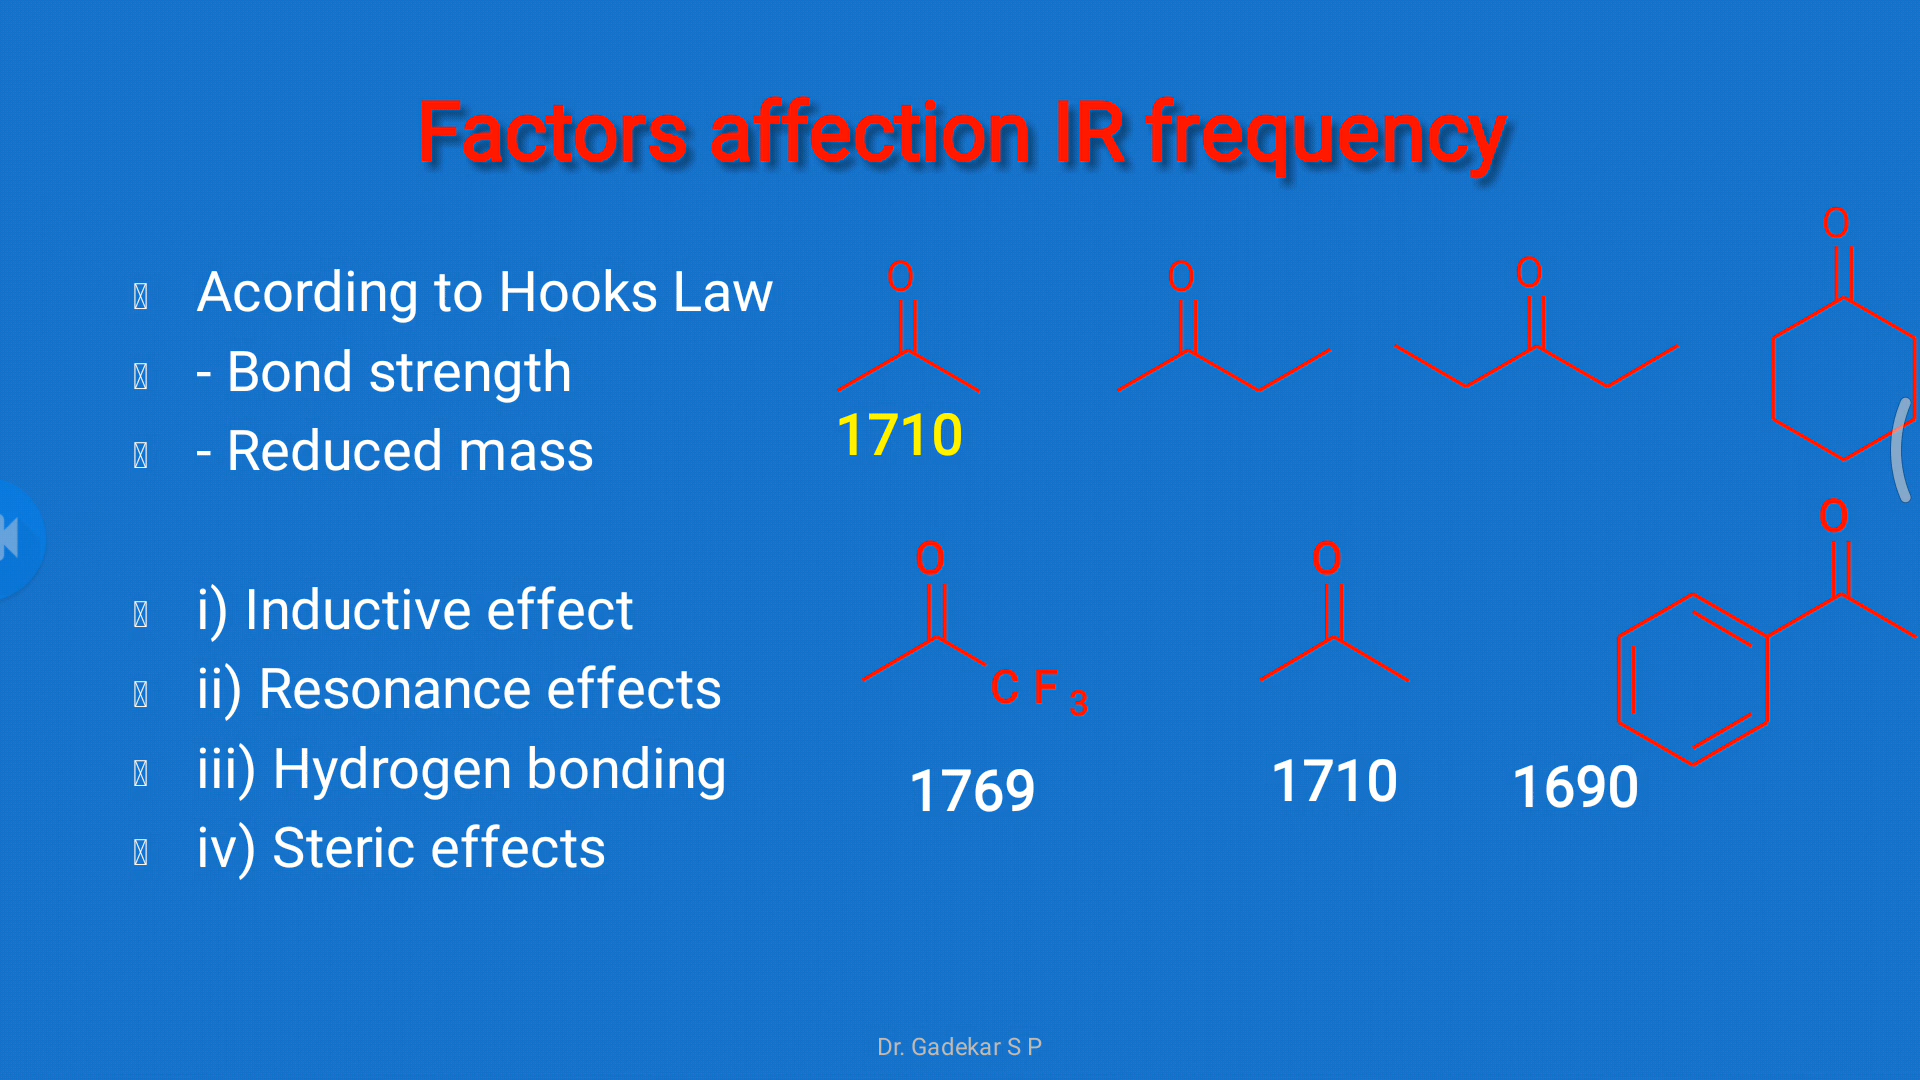 Factors affection IR frequency
Acording to Hooks Law
- Bond strength
- Reduced mass
i) Inductive effect
ii) Resonance effects
iii) Hydrogen bonding
iv) Steric effects
O O O O
1710
O O O
C F 3
1769 1710 1690
Dr. Gadekar S P